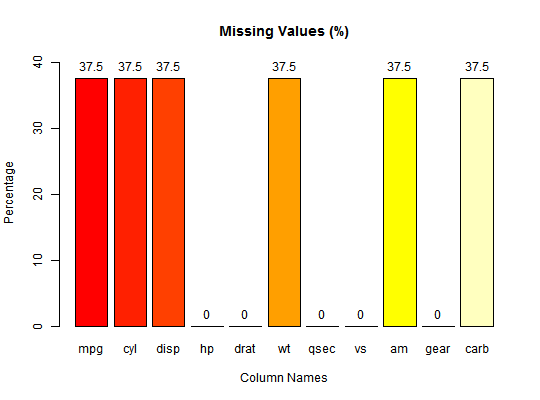 Missing Values (%)
37.5 37.5 37.5 0 0 37.5 0 0 37.5 0 37.5
40
30
20
10
0
Percentage
mpg cyl disp hp drat wt qsec vs am gear carb
Column Names